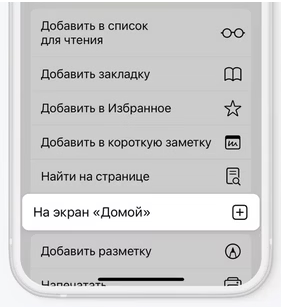 Добавить в список
для чтения
Добавить закладку
Добавить в Избранное
Добавить в короткую заметку
Найти на странице
На экран «Домой»
Добавить разметку
Напечатать